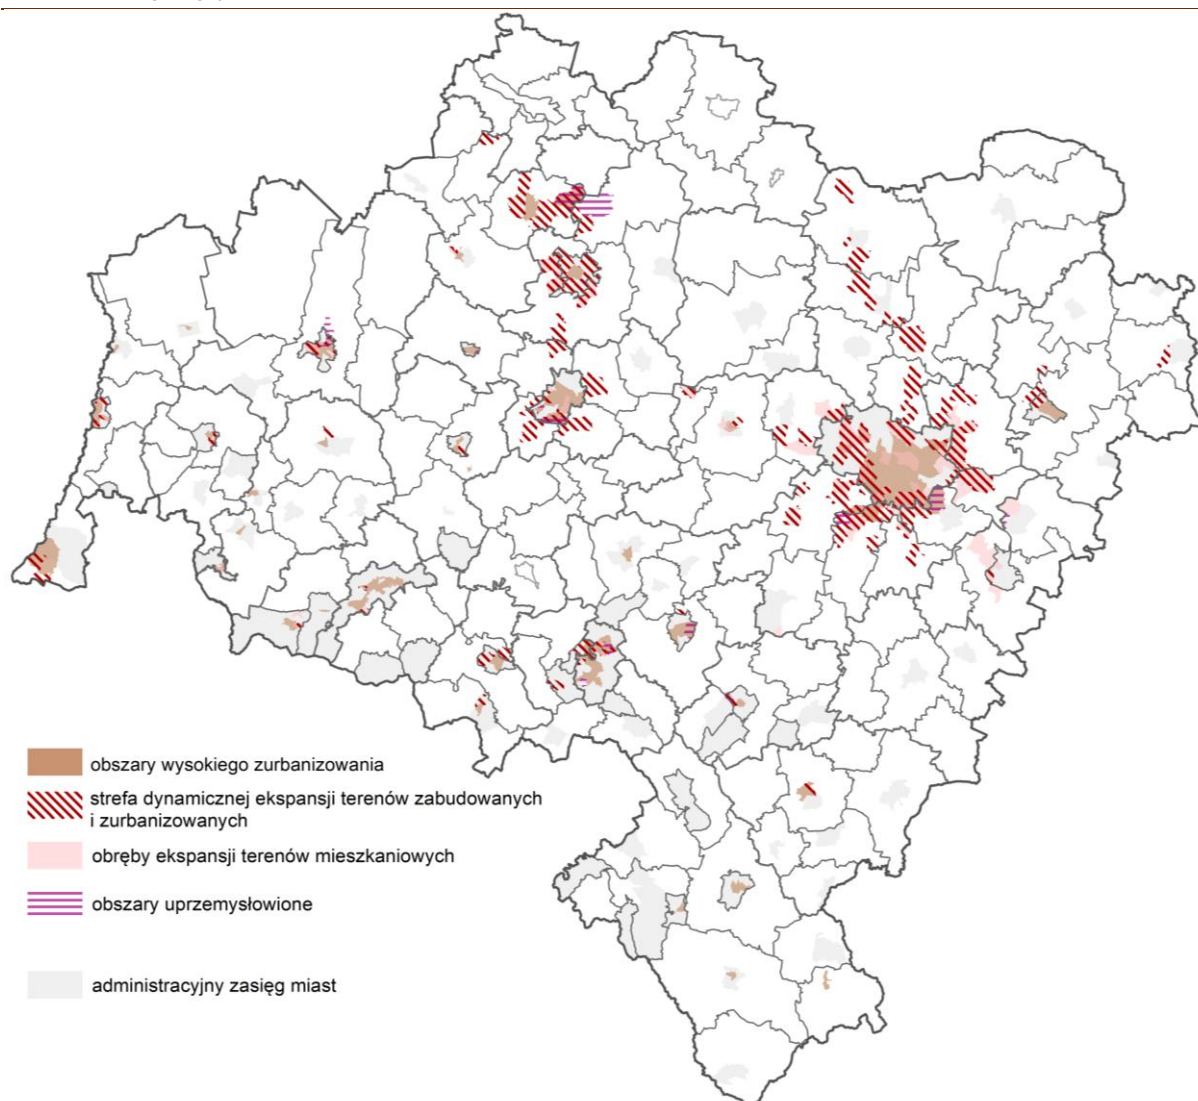 obszary wysokiego zurbanizowania
strefa dynamicznej ekspansji terenów zabudowanych
i zurbanizowanych
obręby ekspansji terenów mieszkaniowych
obszary uprzemysłowione
administracyjny zasięg miast